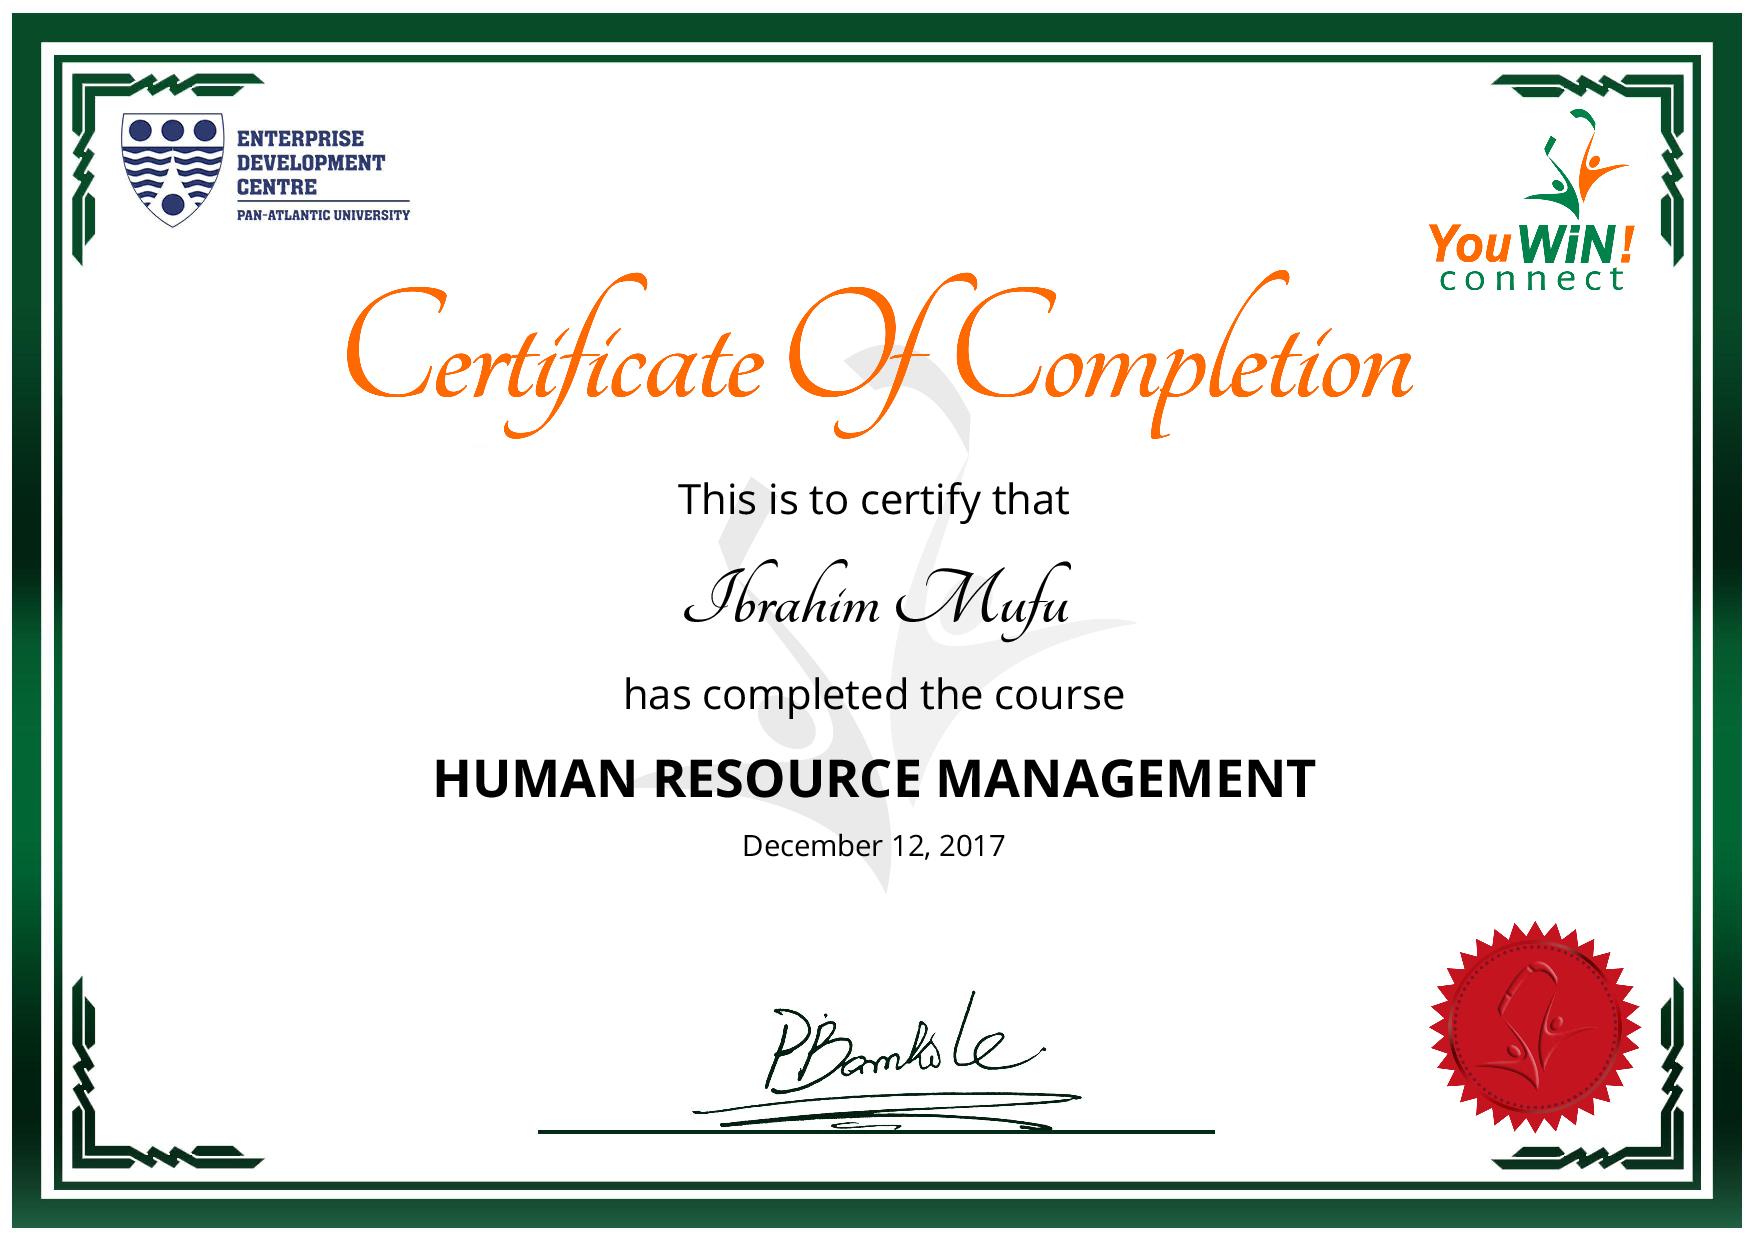 ENTERPRISE
DEVELOPMENT
CENTRE
PAN-ATLANTIC UNIVERSITY
YouWiN!
connect
Certificate Of Completion
This is to certify that
Ibrahim Mufu
has completed the course
HUMAN RESOURCE MANAGEMENT
December 12, 2017
PBankole